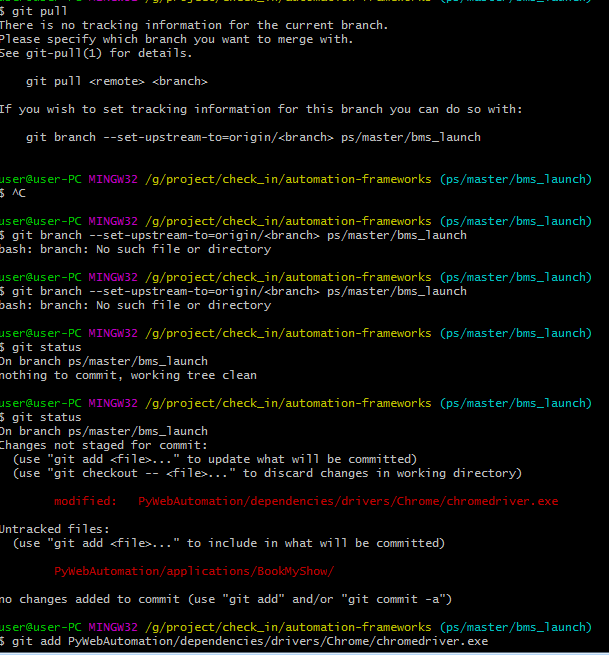 $ git pull
There is no tracking information for the current branch.
Please specify which branch you want to merge with.
See git-pull(1) for details.
git pull <remote> <branch>
If you wish to set tracking information for this branch you can do so with:
git branch --set-upstream-to=origin/<branch> ps/master/bms_launch
user@user-PC MINGW32 /g/project/check_in/automation-frameworks (ps/master/bms_launch)
$ ^C
user@user-PC MINGW32 /g/project/check_in/automation-frameworks (ps/master/bms_launch)
$ git branch --set-upstream-to=origin/<branch> ps/master/bms_launch
bash: branch: No such file or directory
user@user-PC MINGW32 /g/project/check_in/automation-frameworks (ps/master/bms_launch)
$ git branch --set-upstream-to=origin/<branch> ps/master/bms_launch
bash: branch: No such file or directory
user@user-PC MINGW32 /g/project/check_in/automation-frameworks (ps/master/bms_launch)
$ git status
On branch ps/master/bms_launch
nothing to commit, working tree clean
user@user-PC MINGW32 /g/project/check_in/automation-frameworks (ps/master/bms_launch)
$ git status
On branch ps/master/bms_launch
Changes not staged for commit:
(use "git add <file>..." to update what will be committed)
(use "git checkout -- <file>..." to discard changes in working directory)
modified: PyWebAutomation/dependencies/drivers/Chrome/chromedriver.exe
Untracked files:
(use "git add <file>..." to include in what will be committed)
PyWebAutomation/applications/BookMyShow/
no changes added to commit (use "git add" and/or "git commit -a")
user@user-PC MINGW32 /g/project/check_in/automation-frameworks (ps/master/bms_launch)
$ git add PyWebAutomation/dependencies/drivers/Chrome/chromedriver.exe